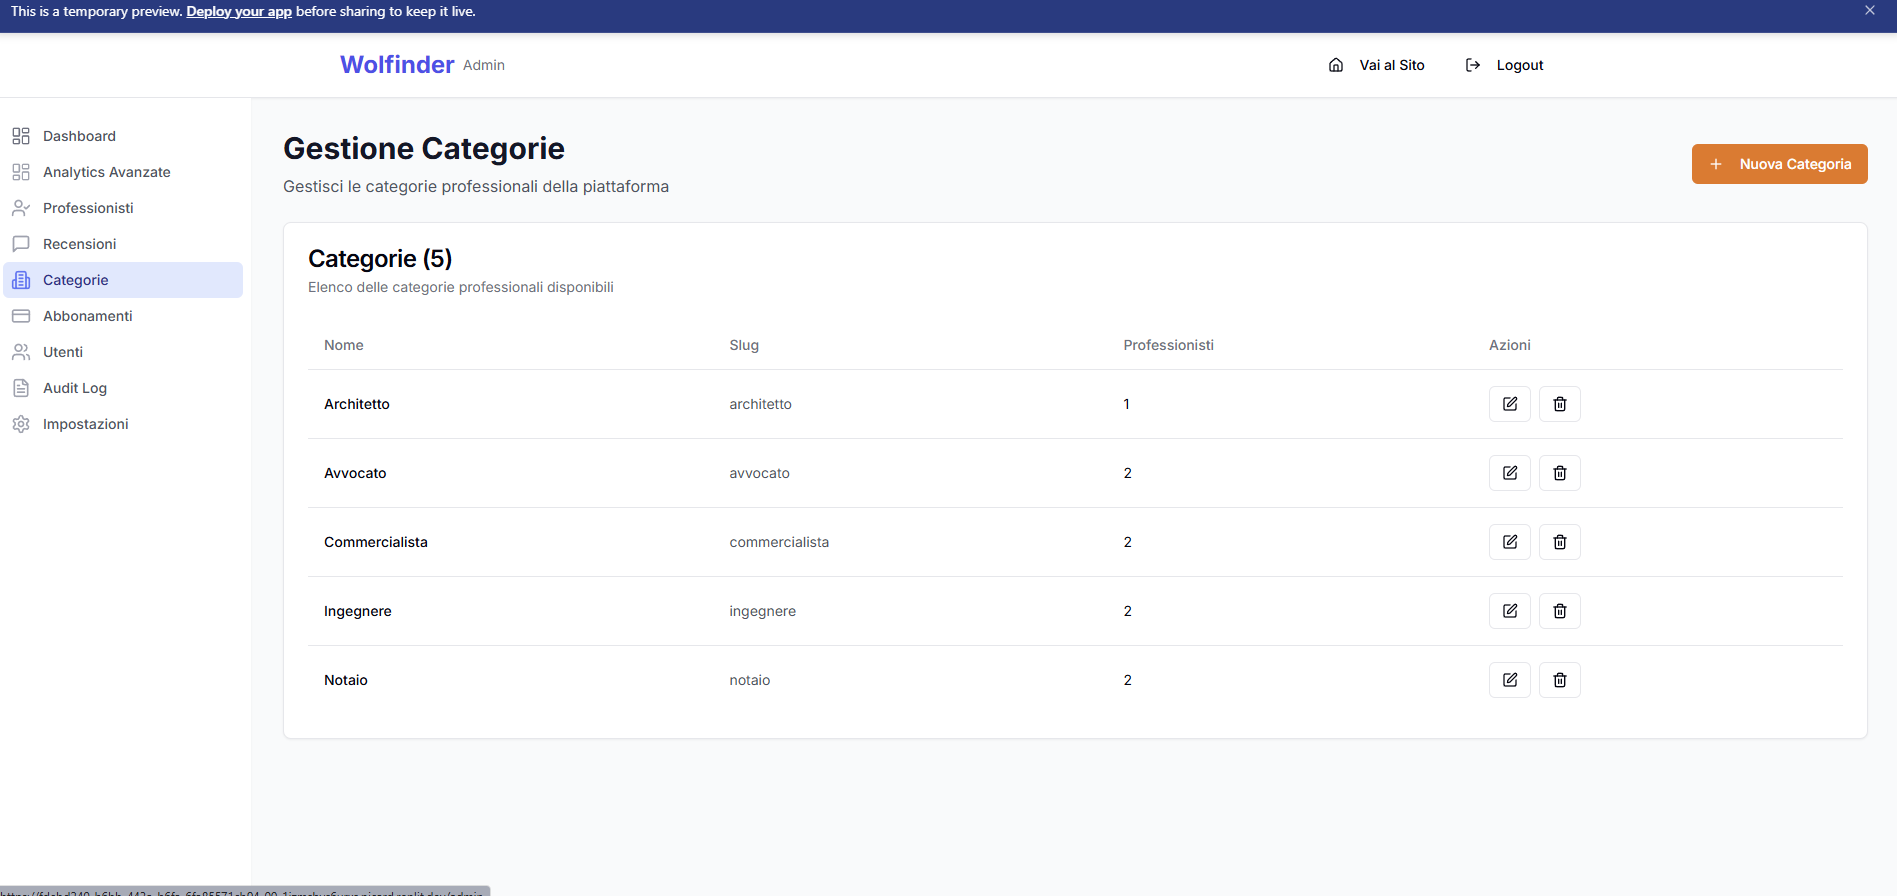 This is a temporary preview. Deploy your app before sharing to keep it live.
Wolfinder Admin
Vai al Sito
Logout
Dashboard
Analytics Avanzate
Professionisti
Recensioni
Categorie
Abbonamenti
Utenti
Audit Log
Impostazioni
Gestione Categorie
Gestisci le categorie professionali della piattaforma
+ Nuova Categoria
Categorie (5)
Elenco delle categorie professionali disponibili
Nome Slug Professionisti Azioni
Architetto architetto 1
Avvocato avvocato 2
Commercialista commercialista 2
Ingegnere ingegnere 2
Notaio notaio 2